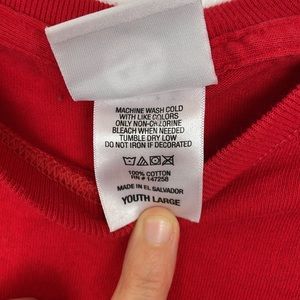 MACHINE WASH COLD
WITH LIKE COLORS
ONLY NON-CHLORINE
BLEACH WHEN NEEDED
TUMBLE DRY LOW
DO NOT IRON IF DECORATED
100% COTTON
RN# 147258
MADE IN EL SALVADOR
YOUTH LARGE